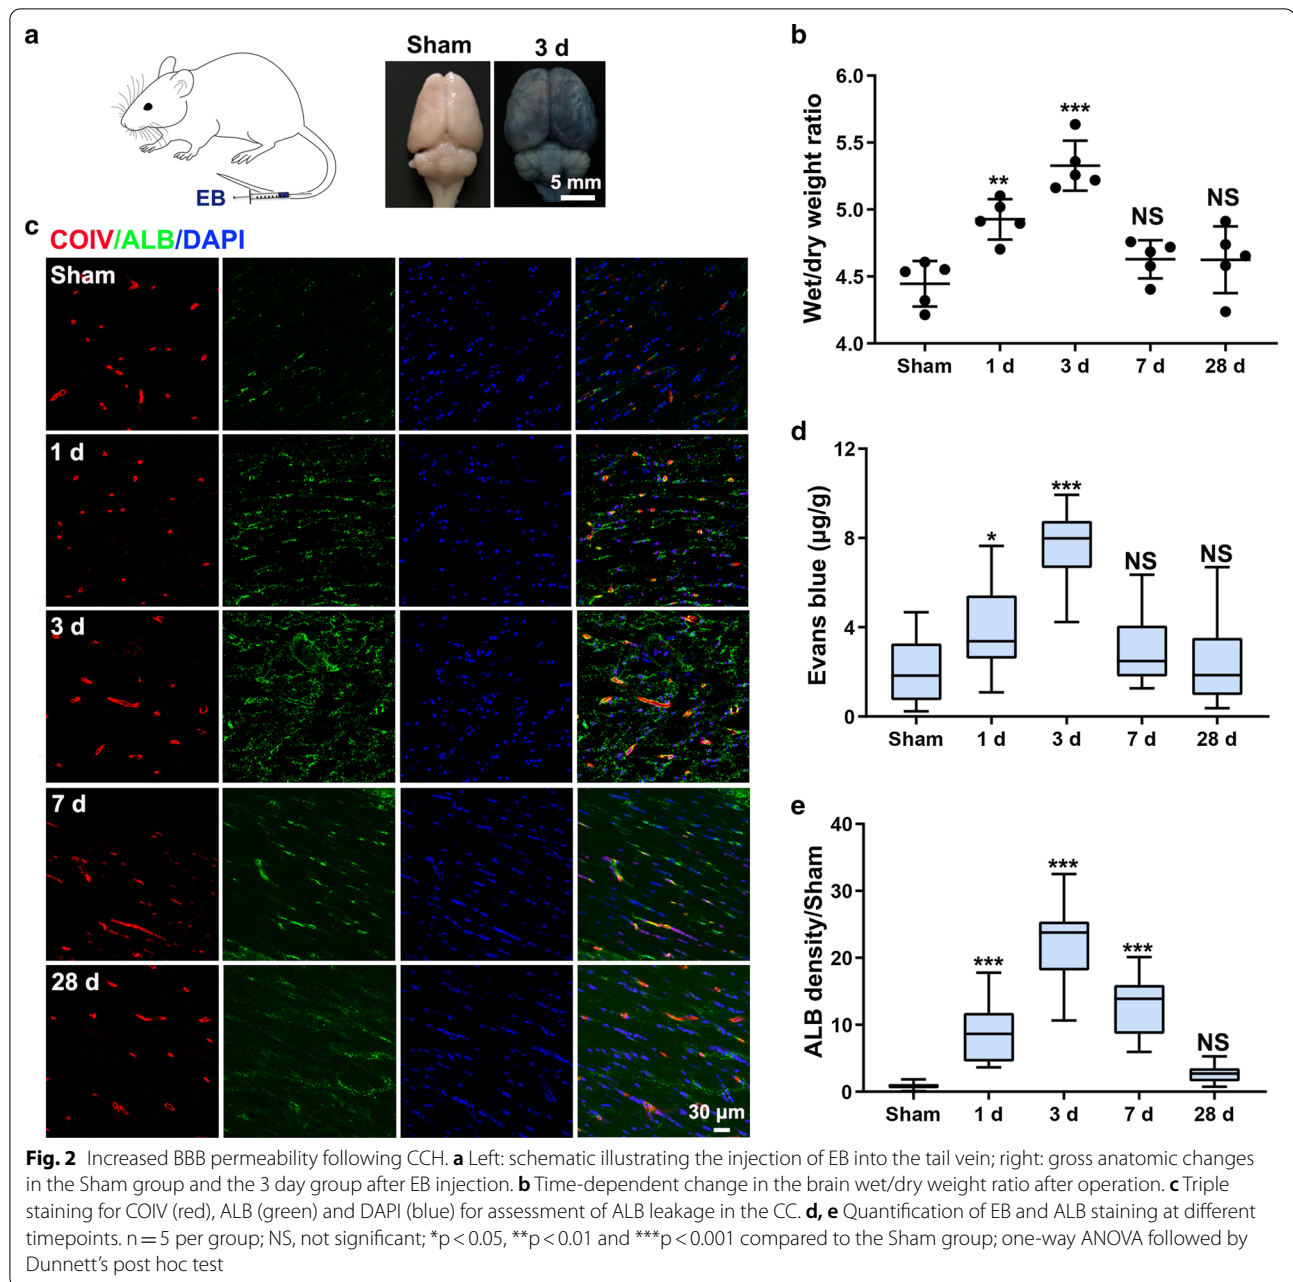 a
Sham
3 d
EB
5 mm
b
Wet/dry weight ratio
6.0
5.5
5.0
4.5
4.0
**
***
NS
NS
Sham
1 d
3 d
7 d
28 d
c
COIV/ALB/DAPI
Sham
1 d
3 d
7 d
28 d
30 µm
d
Evans blue (µg/g)
12
8
4
0
*
***
NS
NS
Sham
1 d
3 d
7 d
28 d
e
ALB density/Sham
40
30
20
10
0
***
***
***
NS
Sham
1 d
3 d
7 d
28 d
Fig. 2 Increased BBB permeability following CCH. a Left: schematic illustrating the injection of EB into the tail vein; right: gross anatomic changes
in the Sham group and the 3 day group after EB injection. b Time-dependent change in the brain wet/dry weight ratio after operation. c Triple
staining for COIV (red), ALB (green) and DAPI (blue) for assessment of ALB leakage in the CC. d, e Quantification of EB and ALB staining at different
timepoints. n = 5 per group; NS, not significant; *p < 0.05, **p < 0.01 and ***p < 0.001 compared to the Sham group; one-way ANOVA followed by
Dunnett's post hoc test